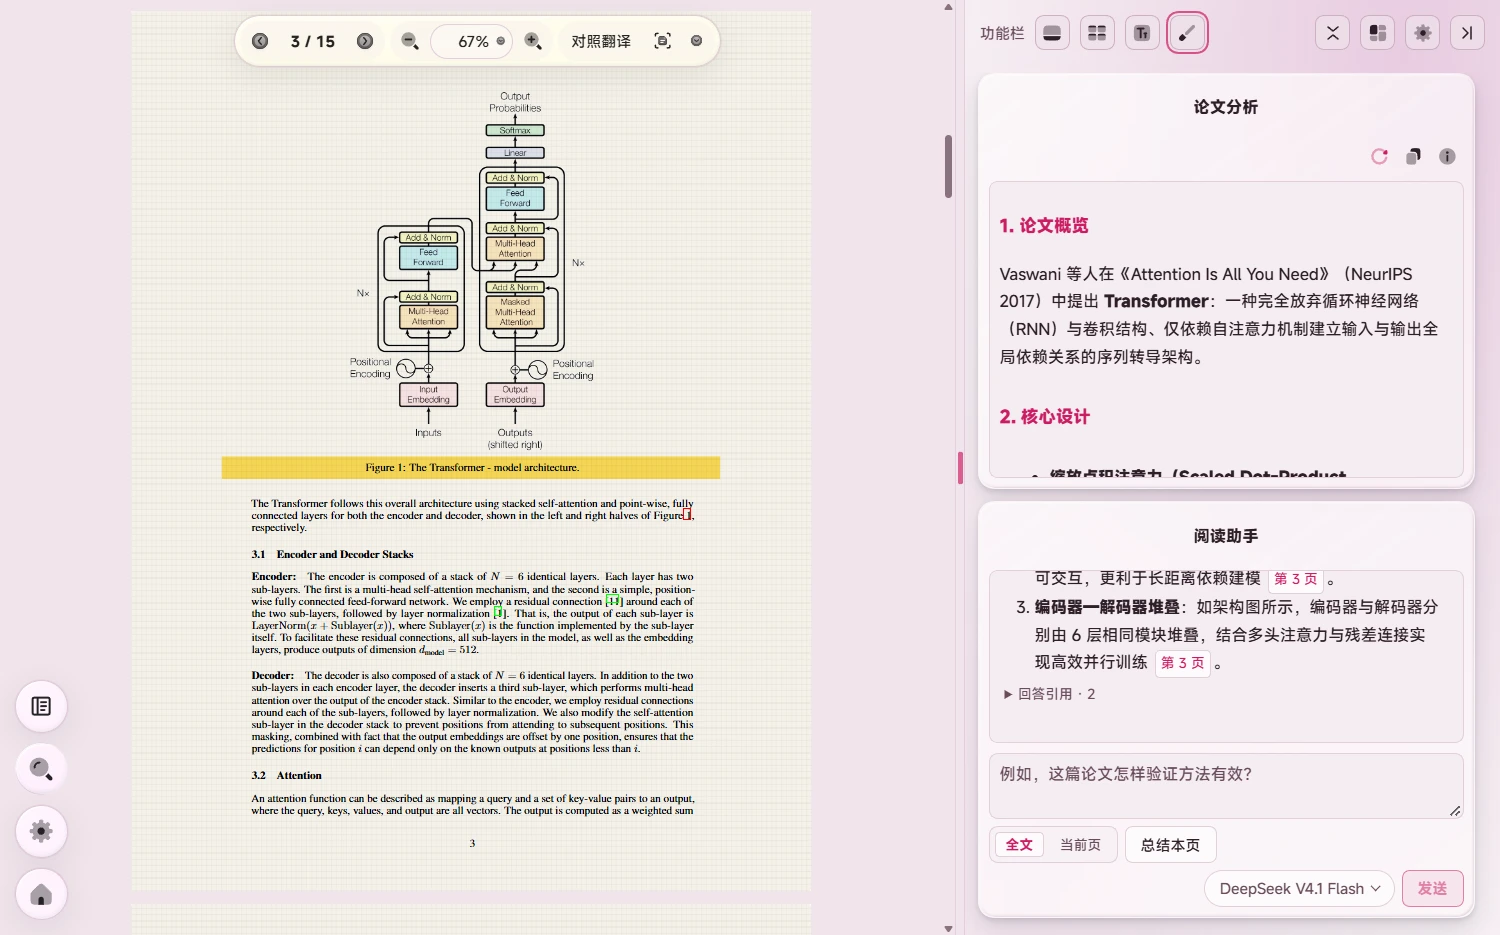 3 / 15
67%
对照翻译
Output
Probabilities
Softmax
Linear
Add & Norm
Feed
Forward
Add & Norm
Multi-Head
Attention
Add & Norm
Feed
Forward
N×
N×
Add & Norm
Multi-Head
Attention
Add & Norm
Masked
Multi-Head
Attention
Positional
Encoding
Positional
Encoding
Input
Embedding
Output
Embedding
Inputs
Outputs
(shifted right)
Figure 1: The Transformer - model architecture.
The Transformer follows this overall architecture using stacked self-attention and point-wise, fully
connected layers for both the encoder and decoder, shown in the left and right halves of Figure 1,
respectively.
3.1 Encoder and Decoder Stacks
Encoder: The encoder is composed of a stack of N = 6 identical layers. Each layer has two
sub-layers. The first is a multi-head self-attention mechanism, and the second is a simple, position-
wise fully connected feed-forward network. We employ a residual connection [11] around each of
the two sub-layers, followed by layer normalization [1]. That is, the output of each sub-layer is
LayerNorm(x + Sublayer(x)), where Sublayer(x) is the function implemented by the sub-layer
itself. To facilitate these residual connections, all sub-layers in the model, as well as the embedding
layers, produce outputs of dimension dmodel = 512.
Decoder: The decoder is also composed of a stack of N = 6 identical layers. In addition to the two
sub-layers in each encoder layer, the decoder inserts a third sub-layer, which performs multi-head
attention over the output of the encoder stack. Similar to the encoder, we employ residual connections
around each of the sub-layers, followed by layer normalization. We also modify the self-attention
sub-layer in the decoder stack to prevent positions from attending to subsequent positions. This
masking, combined with fact that the output embeddings are offset by one position, ensures that the
predictions for position i can depend only on the known outputs at positions less than i.
3.2 Attention
An attention function can be described as mapping a query and a set of key-value pairs to an output,
where the query, keys, values, and output are all vectors. The output is computed as a weighted sum
3
功能栏
论文分析
1. 论文概览
Vaswani 等人在《Attention Is All You Need》（NeurIPS
2017）中提出 Transformer：一种完全放弃循环神经网络
（RNN）与卷积结构、仅依赖自注意力机制建立输入与输出全
局依赖关系的序列转导架构。
2. 核心设计
• 缩放点积注意力（Scaled Dot-Product
阅读助手
可交互，更利于长距离依赖建模 第 3 页 。
3. 编码器—解码器堆叠：如架构图所示，编码器与解码器分
别由 6 层相同模块堆叠，结合多头注意力与残差连接实
现高效并行训练 第 3 页 。
▶ 回答引用 · 2
例如，这篇论文怎样验证方法有效？
全文
当前页
总结本页
DeepSeek V4.1 Flash
发送